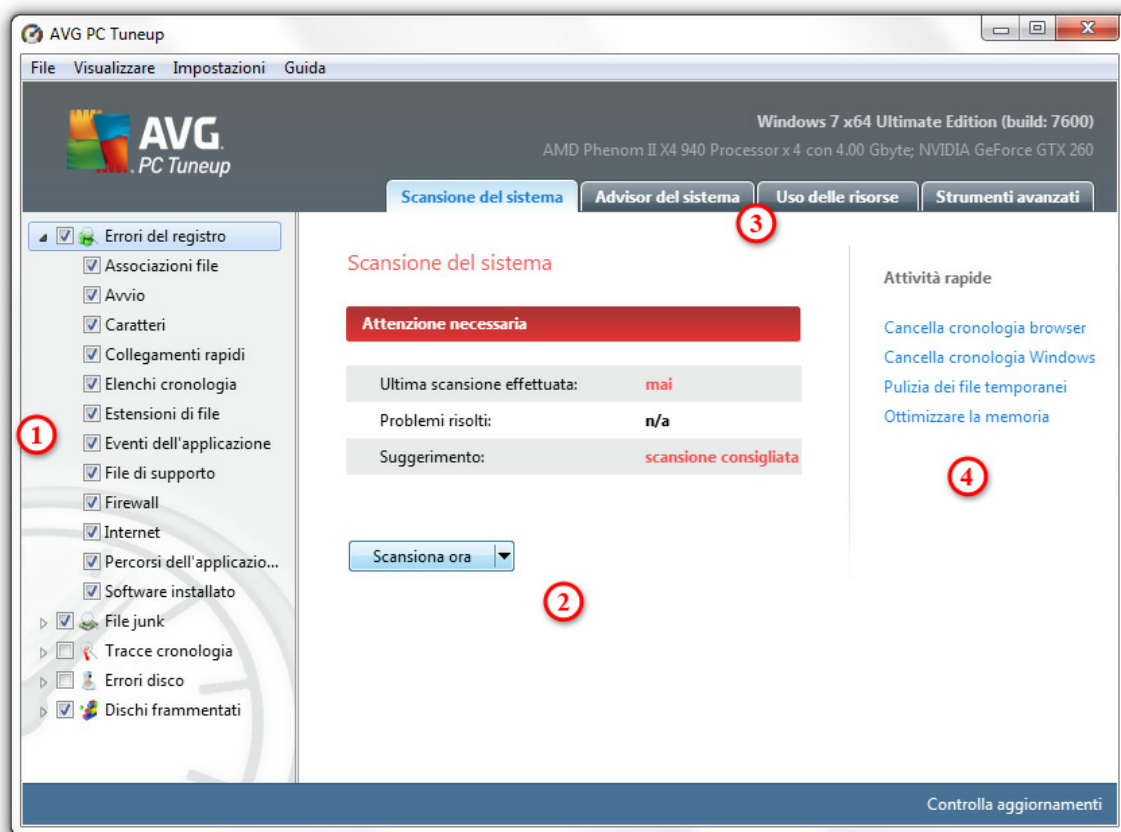 AVG PC Tuneup
File Visualizzare Impostazioni Guida
AVG.
PC Tuneup
Windows 7 x64 Ultimate Edition (build: 7600)
AMD Phenom II X4 940 Processor x 4 con 4.00 Gbyte; NVIDIA GeForce GTX 260
Scansione del sistema Advisor del sistema Uso delle risorse Strumenti avanzati
3
Errori del registro
Associazioni file
Avvio
Caratteri
Collegamenti rapidi
Elenchi cronologia
Estensioni di file
1
Eventi dell'applicazione
File di supporto
Firewall
Internet
Percorsi dell'applicazio...
Software installato
File junk
Tracce cronologia
Errori disco
Dischi frammentati
Scansione del sistema
Attenzione necessaria
Ultima scansione effettuata: mai
Problemi risolti: n/a
Suggerimento: scansione consigliata
Scansiona ora
2
Attività rapide
Cancella cronologia browser
Cancella cronologia Windows
Pulizia dei file temporanei
Ottimizzare la memoria
4
Controlla aggiornamenti